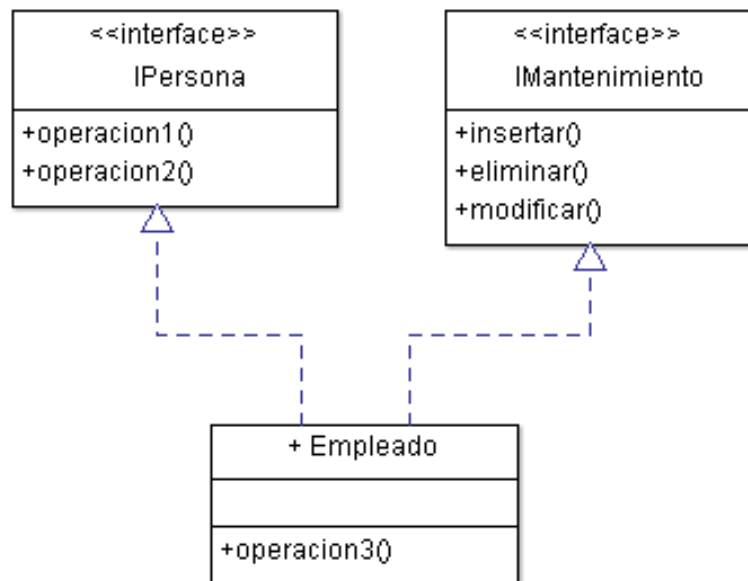 <<interface>>
IPersona
+operacion1()
+operacion2()
<<interface>>
IMantenimiento
+insertar()
+eliminar()
+modificar()
+ Empleado
+operacion3()